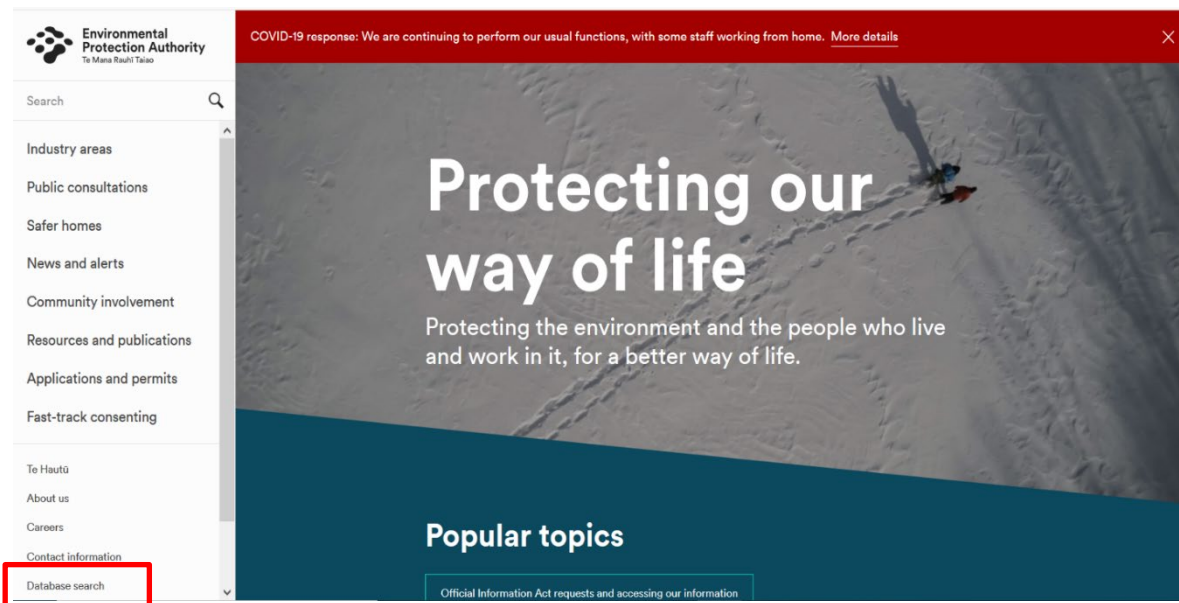 Environmental
Protection Authority
Te Mana Rauhī Taiao
COVID-19 response: We are continuing to perform our usual functions, with some staff working from home. More details
Search
Industry areas
Public consultations
Safer homes
News and alerts
Community involvement
Resources and publications
Applications and permits
Fast-track consenting
Te Hautū
About us
Careers
Contact information
Database search
Protecting our
way of life
Protecting the environment and the people who live
and work in it, for a better way of life.
Popular topics
Official Information Act requests and accessing our information